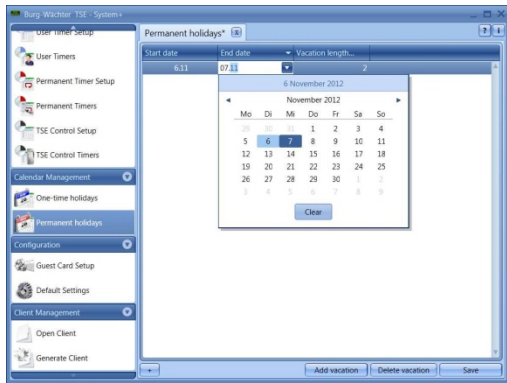 Burg-Wächter TSE - System+
User Timer Setup
User Timers
Permanent Timer Setup
Permanent Timers
TSE Control Setup
TSE Control Timers
Calendar Management
One-time holidays
Permanent holidays
Configuration
Guest Card Setup
Default Settings
Client Management
Open Client
Generate Client
Permanent holidays* x
? i
Start date End date Vacation length...
6.11 07.11 2
6 November 2012
November 2012
Mo Di Mi Do Fr Sa So
29 30 31 1 2 3 4
5 6 7 8 9 10 11
12 13 14 15 16 17 18
19 20 21 22 23 24 25
26 27 28 29 30 1 2
3 4 5 6 7 8 9
Clear
+ Add vacation Delete vacation Save